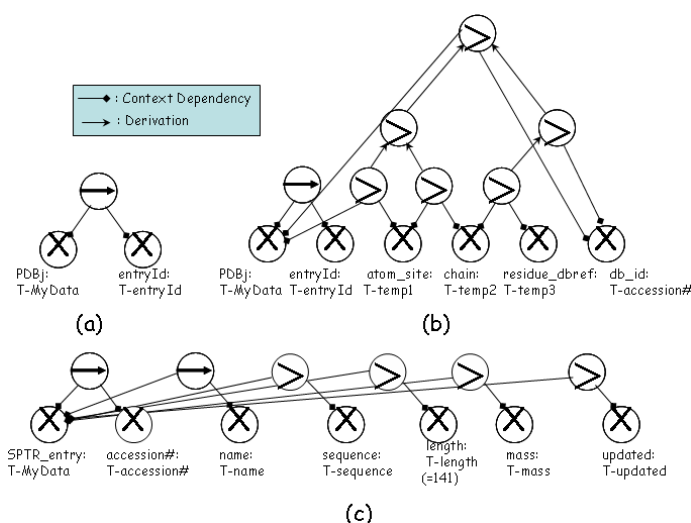 : Context Dependency
: Derivation
PDBj:
T-MyData
entryId:
T-entryId
(a)
PDBj:
T-MyData
entryId:
T-entryId
atom_site:
T-temp1
chain:
T-temp2
residue_dbref:
T-temp3
db_id:
T-accession#
(b)
SPTR_entry:
T-MyData
accession#:
T-accession#
name:
T-name
sequence:
T-sequence
length:
T-length
(=141)
mass:
T-mass
updated:
T-updated
(c)